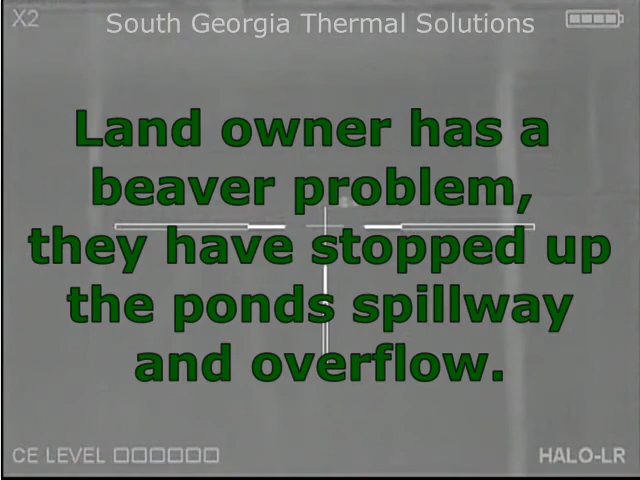 X2
South Georgia Thermal Solutions
Land owner has a
beaver problem,
they have stopped up
the ponds spillway
and overflow.
CE LEVEL
HALO-LR